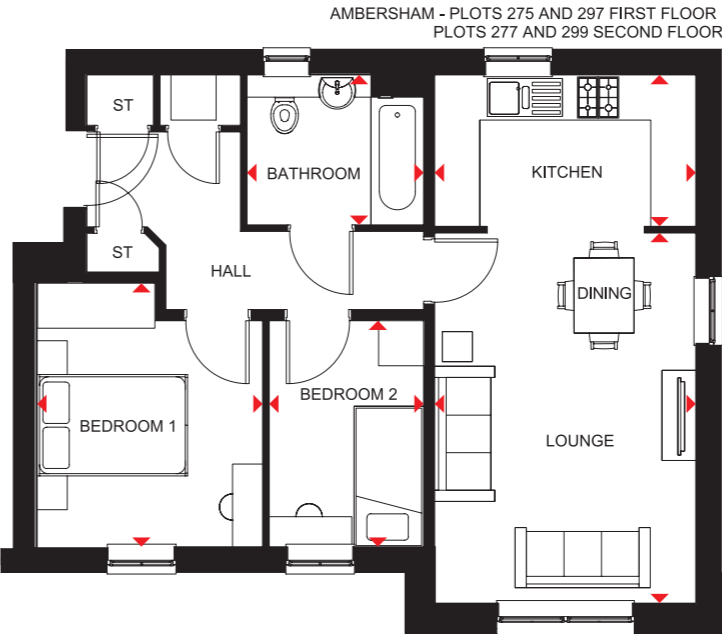 AMBERSHAM - PLOTS 275 AND 297 FIRST FLOOR
PLOTS 277 AND 299 SECOND FLOOR
ST
BATHROOM
KITCHEN
ST
HALL
DINING
BEDROOM 2
BEDROOM 1
LOUNGE